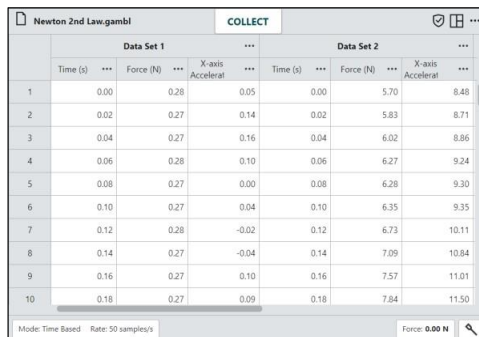 Newton 2nd Law.gambl COLLECT
Data Set 1 ••• Data Set 2 •••
Time (s) ••• Force (N) ••• X-axis Accelerat ••• Time (s) ••• Force (N) ••• X-axis Accelerat •••
1 0.00 0.28 0.05 0.00 5.70 8.48
2 0.02 0.27 0.14 0.02 5.83 8.71
3 0.04 0.27 0.16 0.04 6.02 8.86
4 0.06 0.28 0.10 0.06 6.27 9.24
5 0.08 0.27 0.00 0.08 6.28 9.30
6 0.10 0.27 0.04 0.10 6.35 9.35
7 0.12 0.28 -0.02 0.12 6.73 10.11
8 0.14 0.27 -0.04 0.14 7.09 10.84
9 0.16 0.27 0.10 0.16 7.57 11.01
10 0.18 0.27 0.09 0.18 7.84 11.50
Mode: Time Based Rate: 50 samples/s Force: 0.00 N